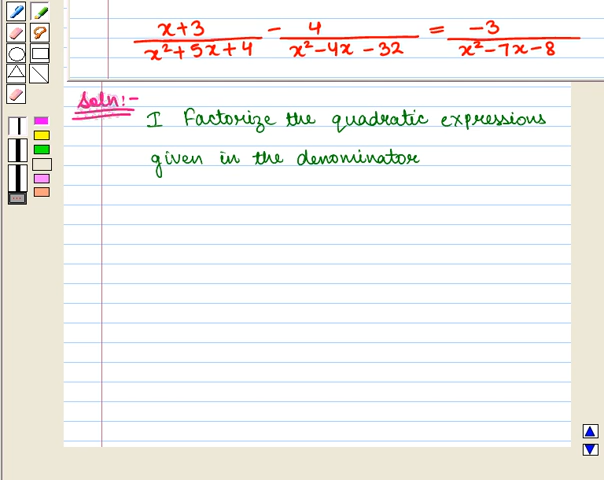 x+3/x²+5x+4 - 4/x²-4x-32 = -3/x²-7x-8
Soln:-
I Factorize the quadratic expressions
given in the denominator